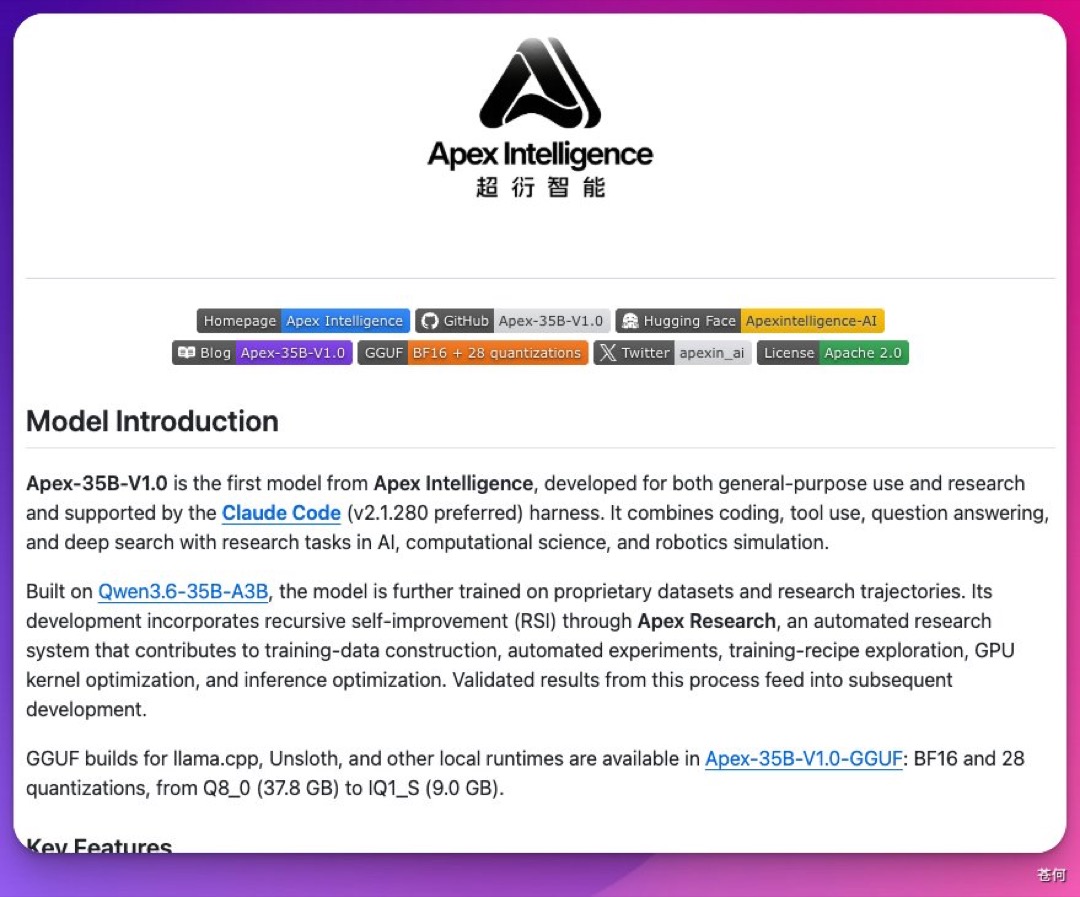 Apex Intelligence
超衍智能
Homepage Apex Intelligence GitHub Apex-35B-V1.0 Hugging Face Apexintelligence-AI
Blog Apex-35B-V1.0 GGUF BF16 + 28 quantizations Twitter apexin_ai License Apache 2.0
Model Introduction
Apex-35B-V1.0 is the first model from Apex Intelligence, developed for both general-purpose use and research
and supported by the Claude Code (v2.1.280 preferred) harness. It combines coding, tool use, question answering,
and deep search with research tasks in AI, computational science, and robotics simulation.
Built on Qwen3.6-35B-A3B, the model is further trained on proprietary datasets and research trajectories. Its
development incorporates recursive self-improvement (RSI) through Apex Research, an automated research
system that contributes to training-data construction, automated experiments, training-recipe exploration, GPU
kernel optimization, and inference optimization. Validated results from this process feed into subsequent
development.
GGUF builds for llama.cpp, Unsloth, and other local runtimes are available in Apex-35B-V1.0-GGUF: BF16 and 28
quantizations, from Q8_0 (37.8 GB) to IQ1_S (9.0 GB).
Key Features
苍何